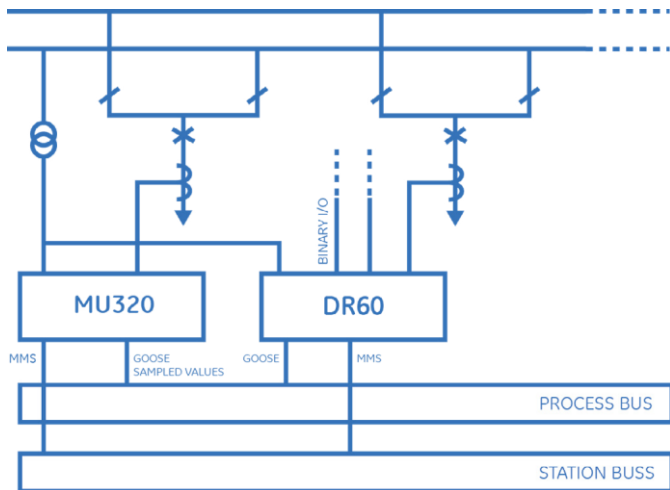 BINARY I/O
MU320
DR60
MMS
GOOSE
SAMPLED VALUES
GOOSE
MMS
PROCESS BUS
STATION BUSS